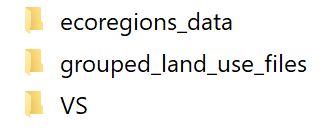 ecoregions_data
grouped_land_use_files
VS